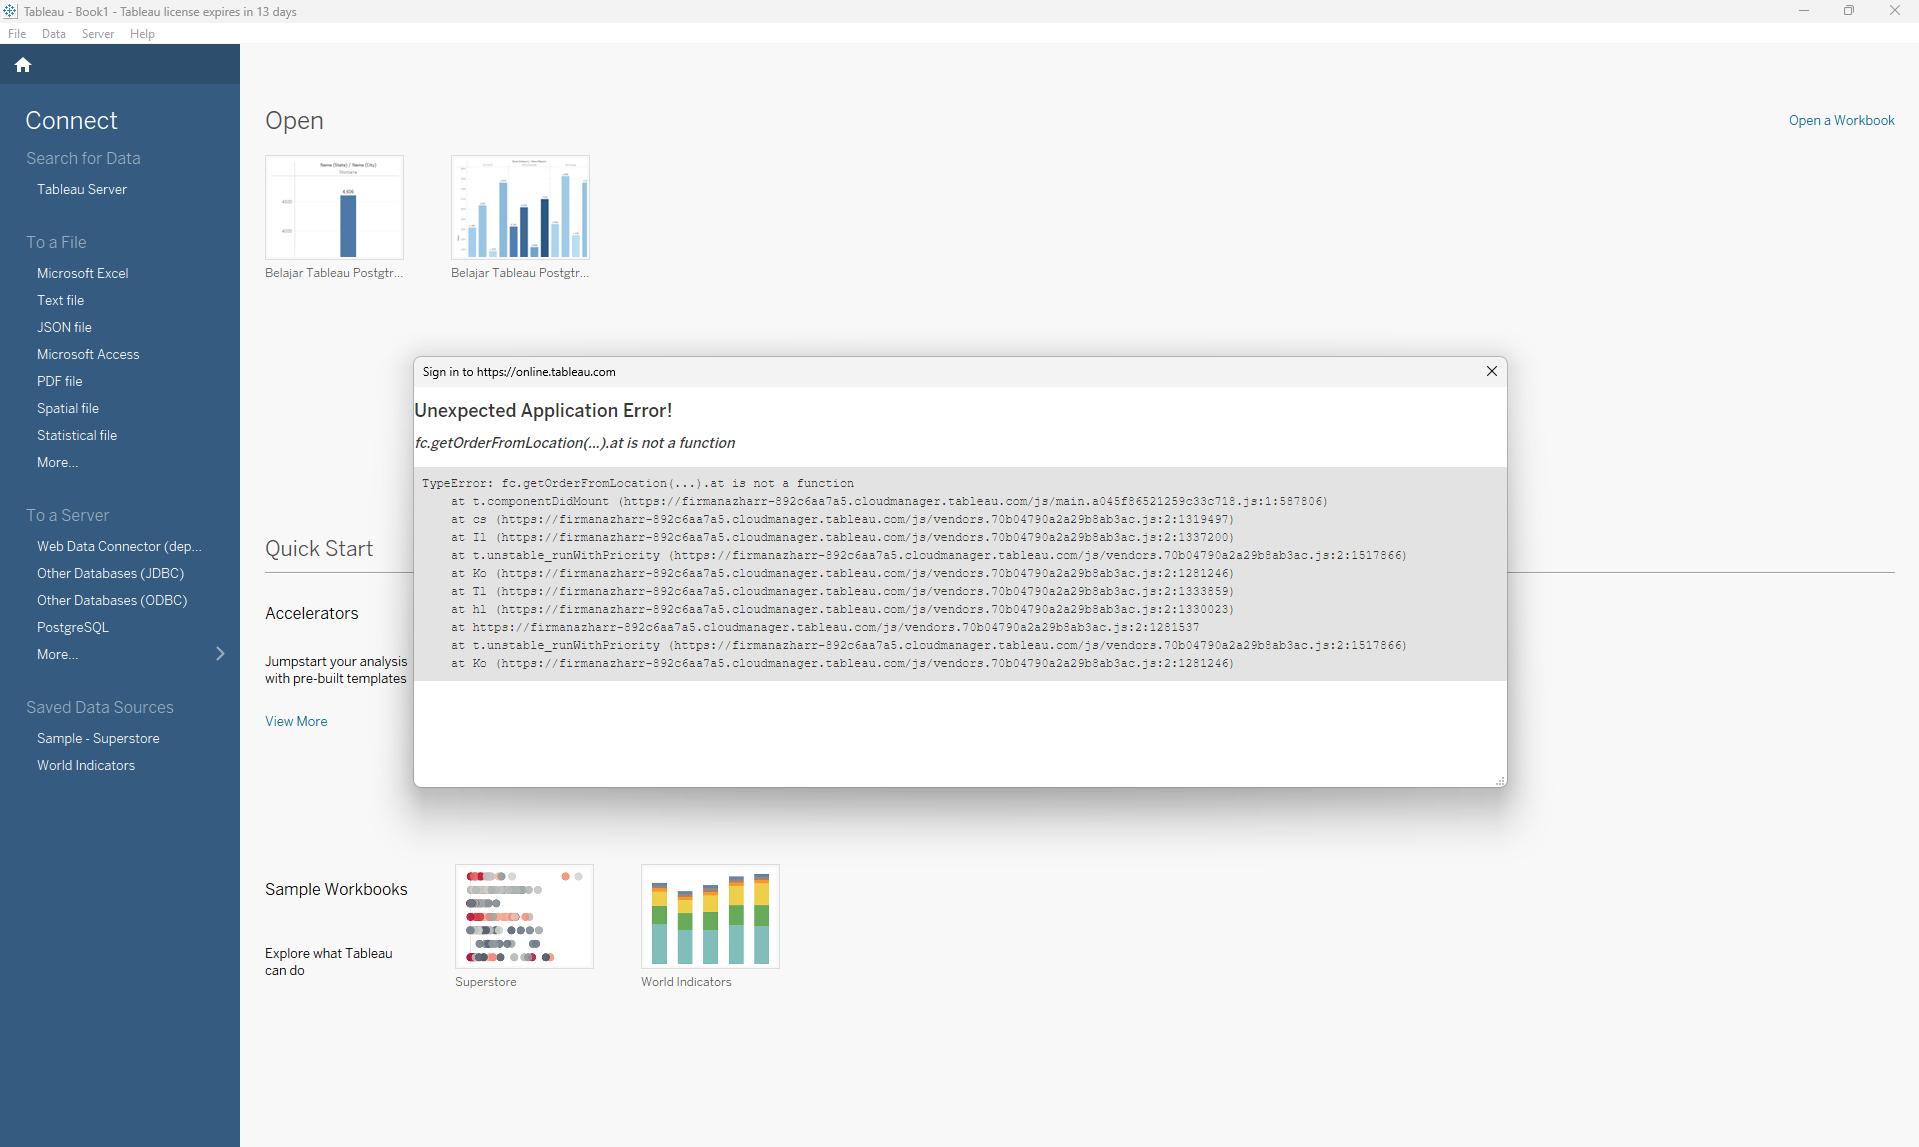 Tableau - Book1 - Tableau license expires in 13 days
File Data Server Help
Connect
Search for Data
Tableau Server
To a File
Microsoft Excel
Text file
JSON file
Microsoft Access
PDF file
Spatial file
Statistical file
More...
To a Server
Web Data Connector (dep...
Other Databases (JDBC)
Other Databases (ODBC)
PostgreSQL
More...
Saved Data Sources
Sample - Superstore
World Indicators
Open
Open a Workbook
Name (State) / Name (City)
Montana
4,606
Belajar Tableau Postgtr...
Belajar Tableau Postgtr...
Sign in to https://online.tableau.com
Unexpected Application Error!
fc.getOrderFromLocation(...).at is not a function
TypeError: fc.getOrderFromLocation(...).at is not a function
at t.componentDidMount (https://firmanazharr-892c6aa7a5.cloudmanager.tableau.com/js/main.a045f86521259c33c718.js:1:587806)
at cs (https://firmanazharr-892c6aa7a5.cloudmanager.tableau.com/js/vendors.70b04790a2a29b8ab3ac.js:2:1319497)
at Il (https://firmanazharr-892c6aa7a5.cloudmanager.tableau.com/js/vendors.70b04790a2a29b8ab3ac.js:2:1337200)
at t.unstable_runWithPriority (https://firmanazharr-892c6aa7a5.cloudmanager.tableau.com/js/vendors.70b04790a2a29b8ab3ac.js:2:1517866)
at Ko (https://firmanazharr-892c6aa7a5.cloudmanager.tableau.com/js/vendors.70b04790a2a29b8ab3ac.js:2:1281246)
at Tl (https://firmanazharr-892c6aa7a5.cloudmanager.tableau.com/js/vendors.70b04790a2a29b8ab3ac.js:2:1333859)
at hl (https://firmanazharr-892c6aa7a5.cloudmanager.tableau.com/js/vendors.70b04790a2a29b8ab3ac.js:2:1330023)
at https://firmanazharr-892c6aa7a5.cloudmanager.tableau.com/js/vendors.70b04790a2a29b8ab3ac.js:2:1281537
at t.unstable_runWithPriority (https://firmanazharr-892c6aa7a5.cloudmanager.tableau.com/js/vendors.70b04790a2a29b8ab3ac.js:2:1517866)
at Ko (https://firmanazharr-892c6aa7a5.cloudmanager.tableau.com/js/vendors.70b04790a2a29b8ab3ac.js:2:1281246)
Quick Start
Accelerators
Jumpstart your analysis
with pre-built templates
View More
Sample Workbooks
Explore what Tableau
can do
Superstore
World Indicators